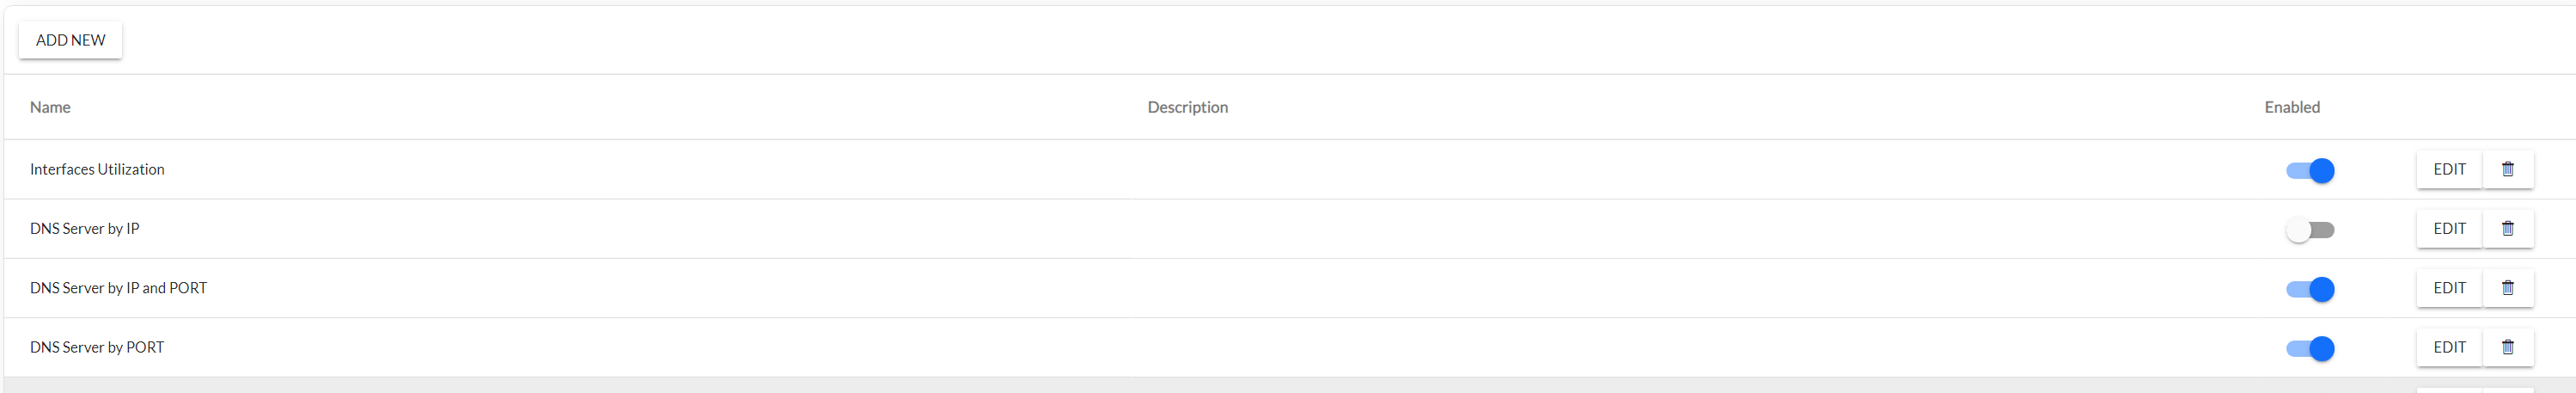 ADD NEW
Name Description Enabled
Interfaces Utilization EDIT
DNS Server by IP EDIT
DNS Server by IP and PORT EDIT
DNS Server by PORT EDIT